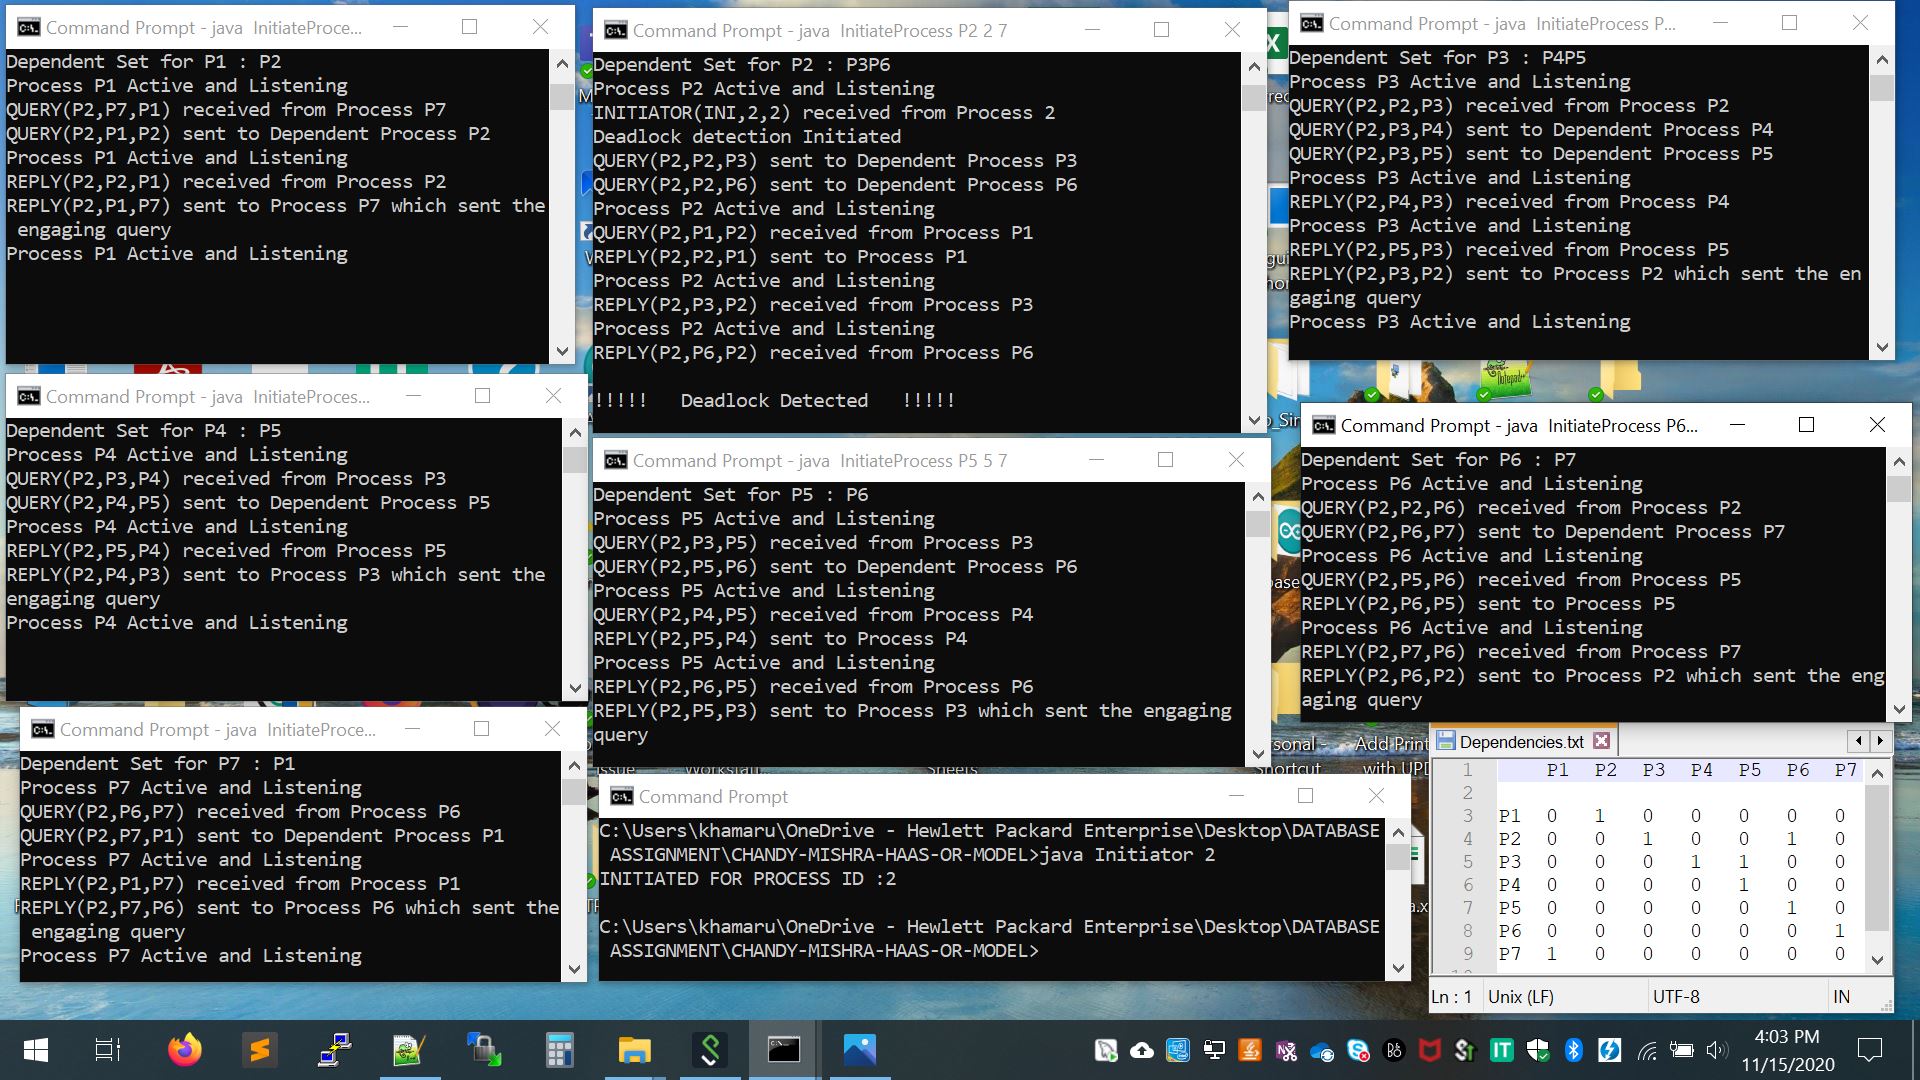 Command Prompt - java  InitiateProce...
Dependent Set for P1 : P2
Process P1 Active and Listening
QUERY(P2,P7,P1) received from Process P7
QUERY(P2,P1,P2) sent to Dependent Process P2
Process P1 Active and Listening
REPLY(P2,P2,P1) received from Process P2
REPLY(P2,P1,P7) sent to Process P7 which sent the
engaging query
Process P1 Active and Listening
Command Prompt - java  InitiateProcess P2 2 7
Dependent Set for P2 : P3P6
Process P2 Active and Listening
INITIATOR(INI,2,2) received from Process 2
Deadlock detection Initiated
QUERY(P2,P2,P3) sent to Dependent Process P3
QUERY(P2,P2,P6) sent to Dependent Process P6
Process P2 Active and Listening
QUERY(P2,P1,P2) received from Process P1
REPLY(P2,P2,P1) sent to Process P1
Process P2 Active and Listening
REPLY(P2,P3,P2) received from Process P3
Process P2 Active and Listening
REPLY(P2,P6,P2) received from Process P6
!!!!!   Deadlock Detected   !!!!!
Command Prompt - java  InitiateProcess P...
Dependent Set for P3 : P4P5
Process P3 Active and Listening
QUERY(P2,P2,P3) received from Process P2
QUERY(P2,P3,P4) sent to Dependent Process P4
QUERY(P2,P3,P5) sent to Dependent Process P5
Process P3 Active and Listening
REPLY(P2,P4,P3) received from Process P4
Process P3 Active and Listening
REPLY(P2,P5,P3) received from Process P5
REPLY(P2,P3,P2) sent to Process P2 which sent the en
gaging query
Process P3 Active and Listening
Command Prompt - java  InitiateProces...
Dependent Set for P4 : P5
Process P4 Active and Listening
QUERY(P2,P3,P4) received from Process P3
QUERY(P2,P4,P5) sent to Dependent Process P5
Process P4 Active and Listening
REPLY(P2,P5,P4) received from Process P5
REPLY(P2,P4,P3) sent to Process P3 which sent the
engaging query
Process P4 Active and Listening
Command Prompt - java  InitiateProcess P5 5 7
Dependent Set for P5 : P6
Process P5 Active and Listening
QUERY(P2,P3,P5) received from Process P3
QUERY(P2,P5,P6) sent to Dependent Process P6
Process P5 Active and Listening
QUERY(P2,P4,P5) received from Process P4
REPLY(P2,P5,P4) sent to Process P4
Process P5 Active and Listening
REPLY(P2,P6,P5) received from Process P6
REPLY(P2,P5,P3) sent to Process P3 which sent the engaging
query
Command Prompt - java  InitiateProcess P6...
Dependent Set for P6 : P7
Process P6 Active and Listening
QUERY(P2,P2,P6) received from Process P2
QUERY(P2,P6,P7) sent to Dependent Process P7
Process P6 Active and Listening
QUERY(P2,P5,P6) received from Process P5
REPLY(P2,P6,P5) sent to Process P5
Process P6 Active and Listening
REPLY(P2,P7,P6) received from Process P7
REPLY(P2,P6,P2) sent to Process P2 which sent the eng
aging query
Command Prompt - java  InitiateProce...
Dependent Set for P7 : P1
Process P7 Active and Listening
QUERY(P2,P6,P7) received from Process P6
QUERY(P2,P7,P1) sent to Dependent Process P1
Process P7 Active and Listening
REPLY(P2,P1,P7) received from Process P1
REPLY(P2,P7,P6) sent to Process P6 which sent the
engaging query
Process P7 Active and Listening
Command Prompt
C:\Users\khamaru\OneDrive - Hewlett Packard Enterprise\Desktop\DATABASE
ASSIGNMENT\CHANDY-MISHRA-HAAS-OR-MODEL>java Initiator 2
INITIATED FOR PROCESS ID :2
C:\Users\khamaru\OneDrive - Hewlett Packard Enterprise\Desktop\DATABASE
ASSIGNMENT\CHANDY-MISHRA-HAAS-OR-MODEL>
Add Print
with UPD
Shortcut
Dependencies.txt
1 P1 P2 P3 P4 P5 P6 P7
2
3 P1 0 1 0 0 0 0 0
4 P2 0 0 1 0 0 1 0
5 P3 0 0 0 1 1 0 0
6 P4 0 0 0 0 1 0 0
7 P5 0 0 0 0 0 1 0
8 P6 0 0 0 0 0 0 1
9 P7 1 0 0 0 0 0 0
Ln : 1 Unix (LF) UTF-8 IN
4:03 PM
11/15/2020